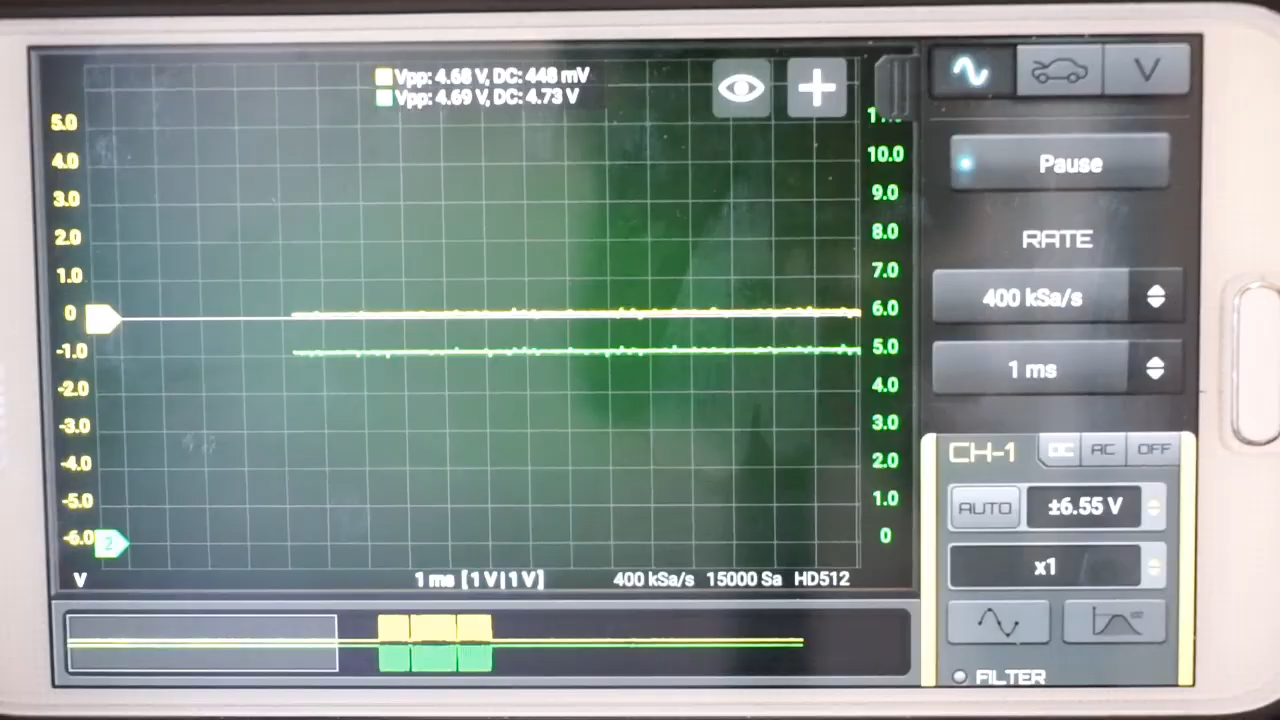 Vpp: 4.68 V, DC: 448 mV
Vpp: 4.69 V, DC: 4.73 V
5.0
4.0
3.0
2.0
1.0
0
-1.0
-2.0
-3.0
-4.0
-5.0
-6.0
2
V
10.0
9.0
8.0
7.0
6.0
5.0
4.0
3.0
2.0
1.0
0
1 ms [1 V|1 V]
400 kSa/s 15000 Sa HD512
V
Pause
RATE
400 kSa/s
1 ms
CH-1 DC AC OFF
AUTO ±6.55 V
x1
FILTER